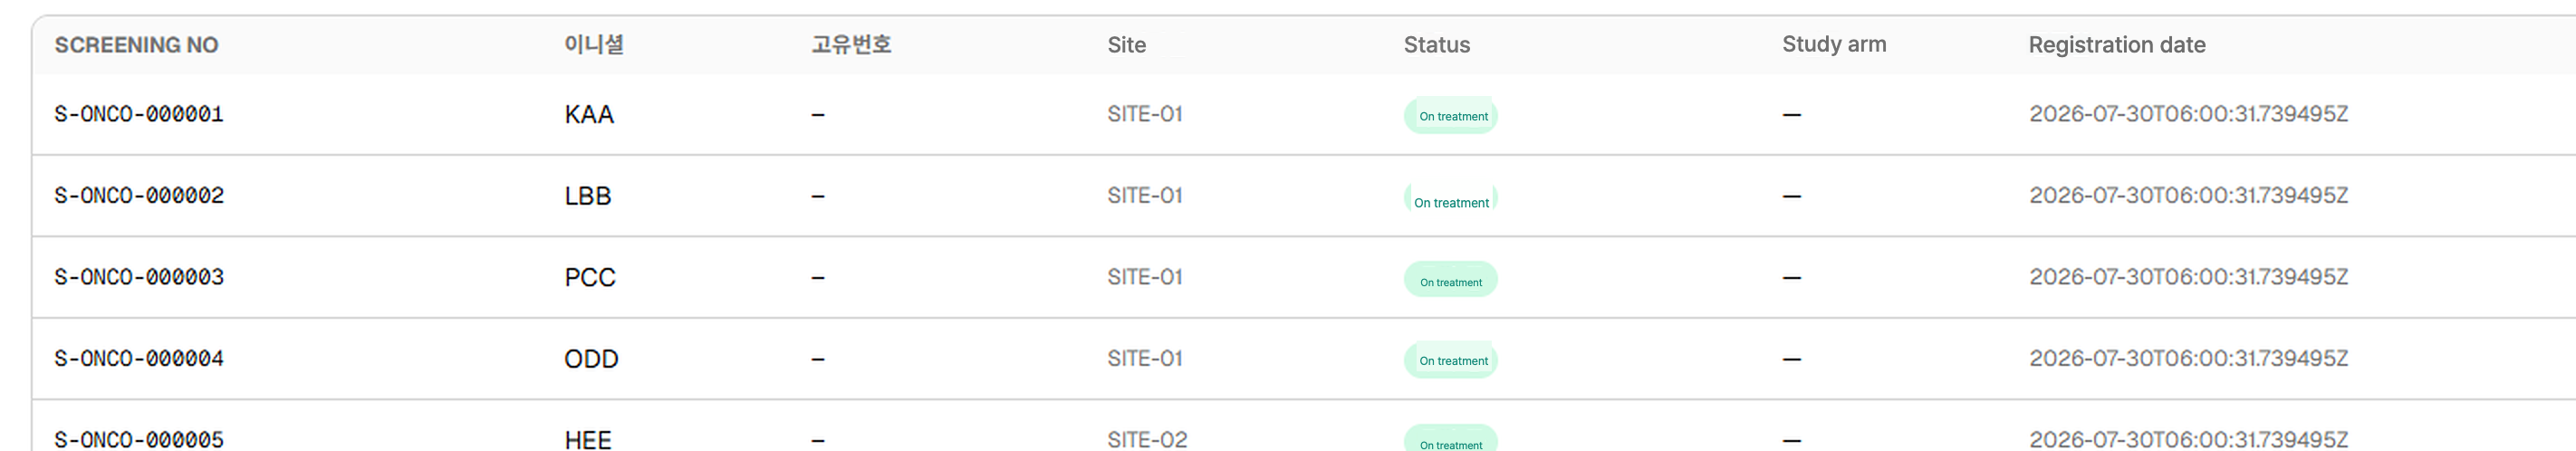 SCREENING NO 이니셜 고유번호 Site Status Study arm Registration date
S-ONCO-000001 KAA – SITE-01 On treatment — 2026-07-30T06:00:31.739495Z
S-ONCO-000002 LBB – SITE-01 On treatment — 2026-07-30T06:00:31.739495Z
S-ONCO-000003 PCC – SITE-01 On treatment — 2026-07-30T06:00:31.739495Z
S-ONCO-000004 ODD – SITE-01 On treatment — 2026-07-30T06:00:31.739495Z
S-ONCO-000005 HEE – SITE-02 On treatment — 2026-07-30T06:00:31.739495Z